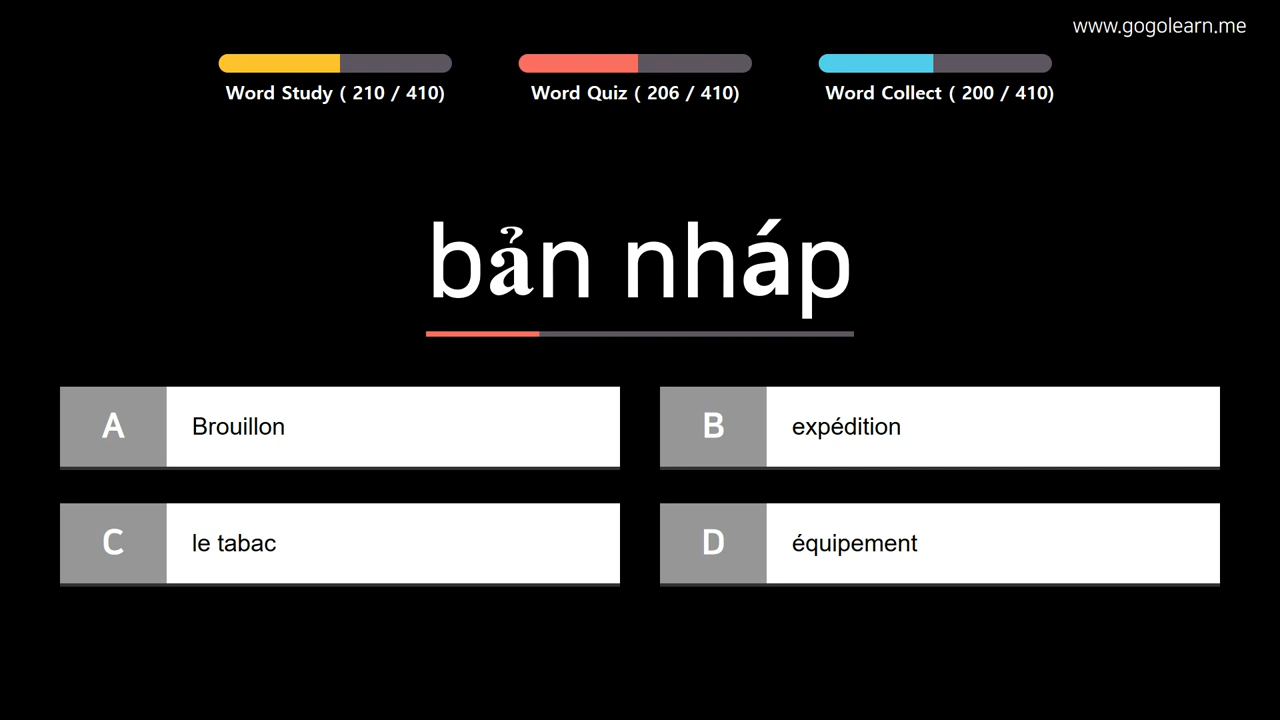 www.gogolearn.me
Word Study ( 210 / 410)
Word Quiz ( 206 / 410)
Word Collect ( 200 / 410)
bản nháp
A Brouillon
B expédition
C le tabac
D équipement